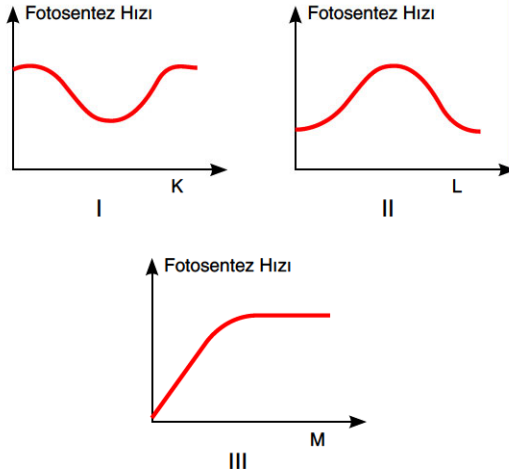 Fotosentez Hızı
K
I
Fotosentez Hızı
L
II
Fotosentez Hızı
M
III